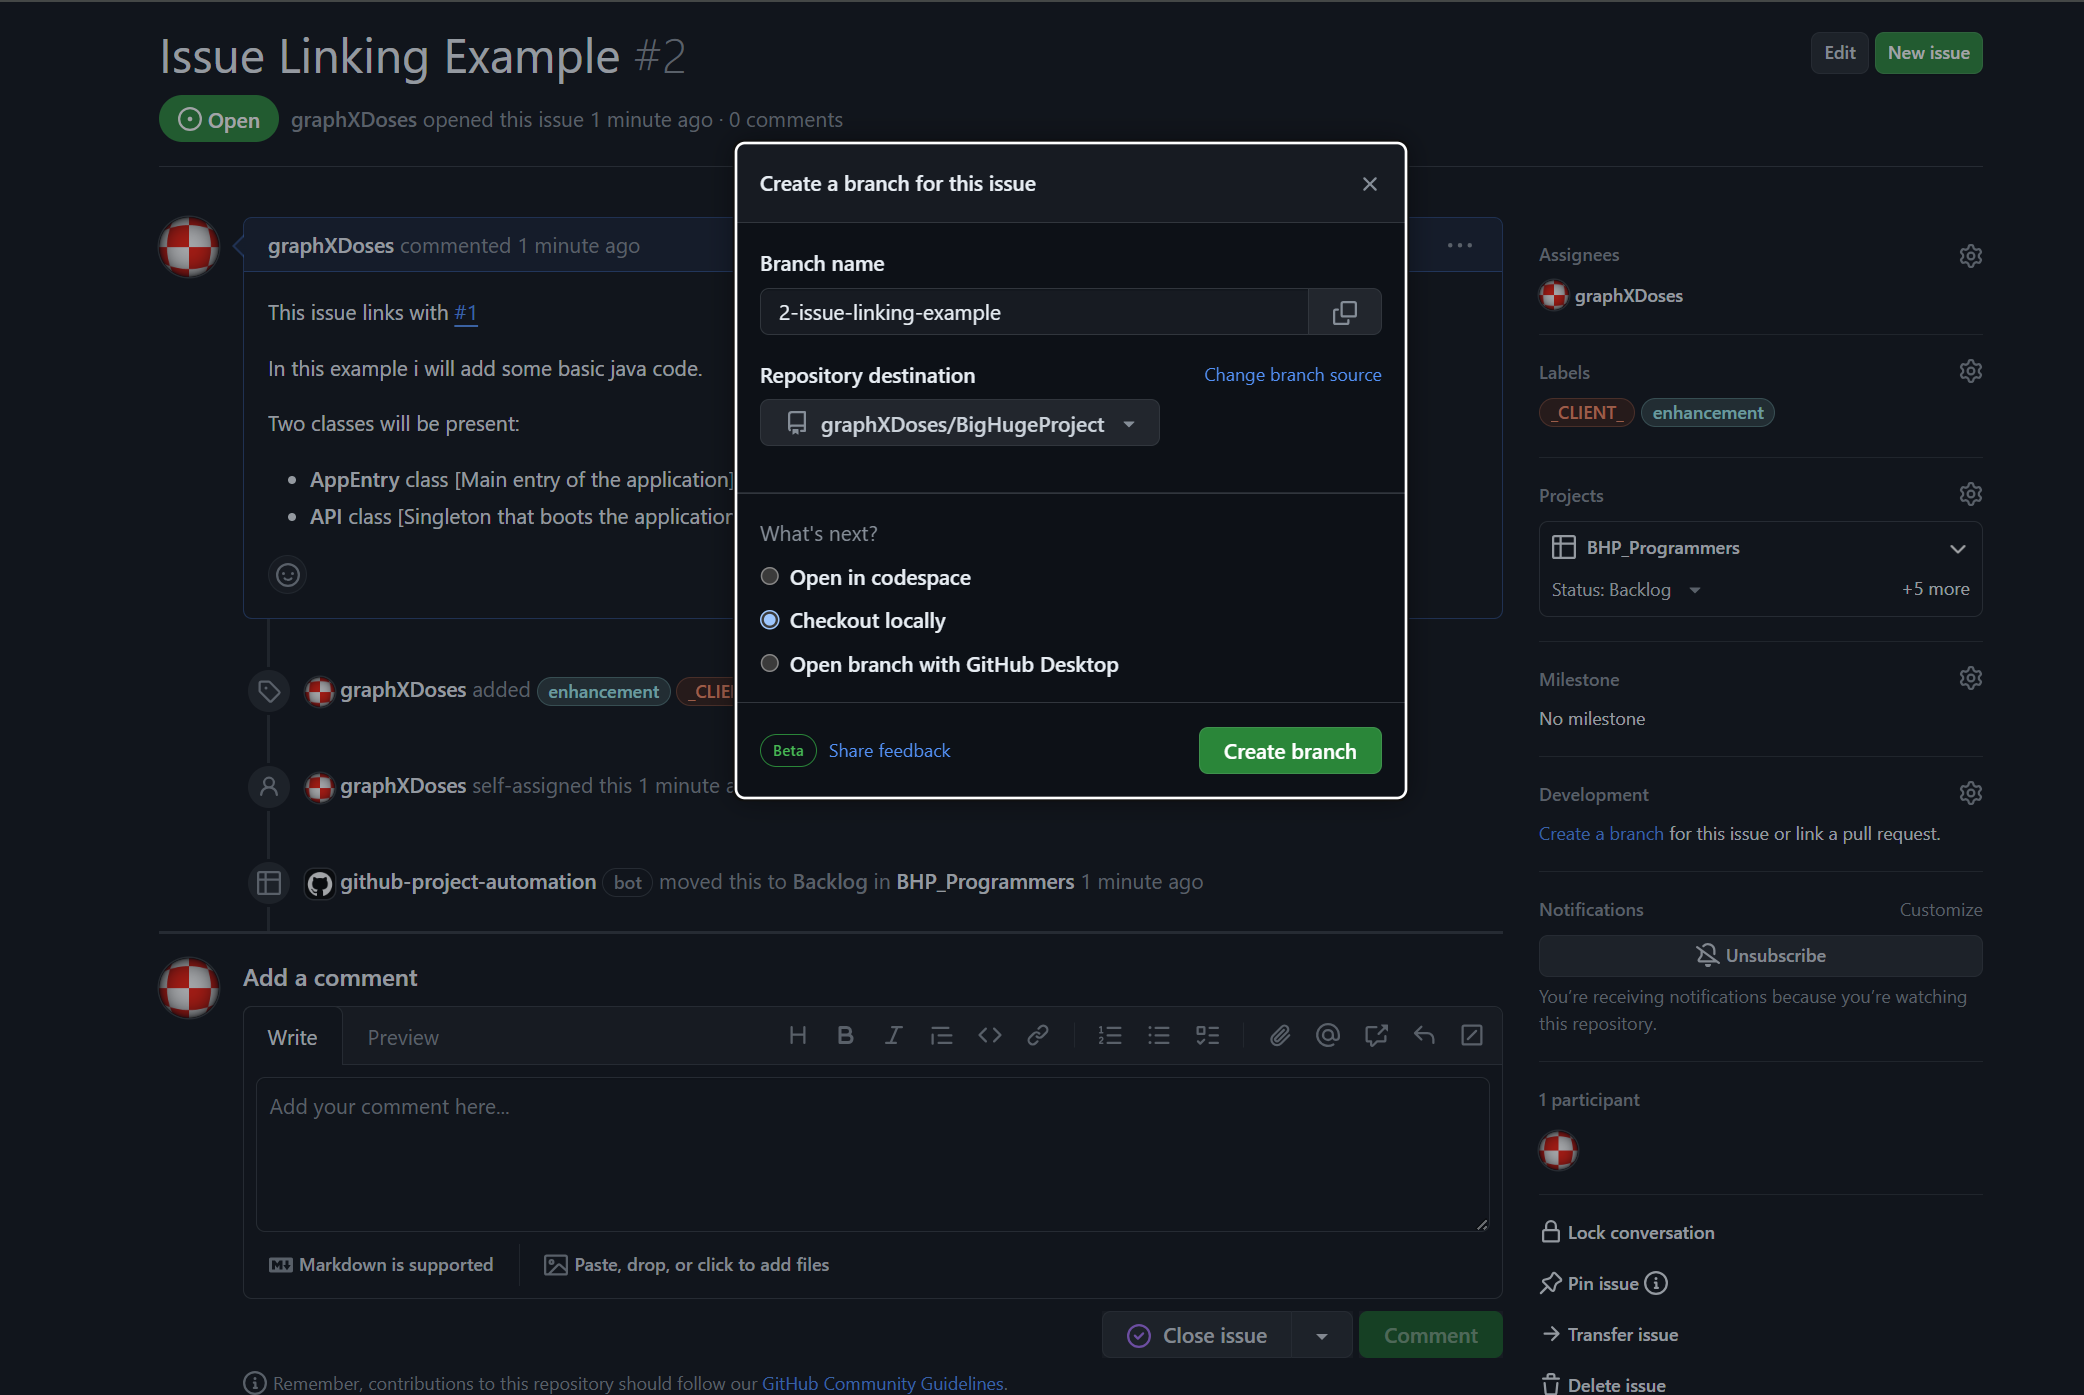 Issue Linking Example #2
Edit
New issue
Open
graphXDoses opened this issue 1 minute ago · 0 comments
Create a branch for this issue
Branch name
2-issue-linking-example
Repository destination
Change branch source
graphXDoses/BigHugeProject
What's next?
Open in codespace
Checkout locally
Open branch with GitHub Desktop
Beta
Share feedback
Create branch
graphXDoses commented 1 minute ago
This issue links with #1
In this example i will add some basic java code.
Two classes will be present:
AppEntry class [Main entry of the application]
API class [Singleton that boots the application
graphXDoses added enhancement _CLIE
graphXDoses self-assigned this 1 minute a
github-project-automation bot moved this to Backlog in BHP_Programmers 1 minute ago
Add a comment
Write
Preview
Add your comment here...
Markdown is supported
Paste, drop, or click to add files
Close issue
Comment
Remember, contributions to this repository should follow our GitHub Community Guidelines.
Assignees
graphXDoses
Labels
_CLIENT_ enhancement
Projects
BHP_Programmers
Status: Backlog
+5 more
Milestone
No milestone
Development
Create a branch for this issue or link a pull request.
Notifications
Customize
Unsubscribe
You're receiving notifications because you're watching
this repository.
1 participant
Lock conversation
Pin issue
Transfer issue
Delete issue